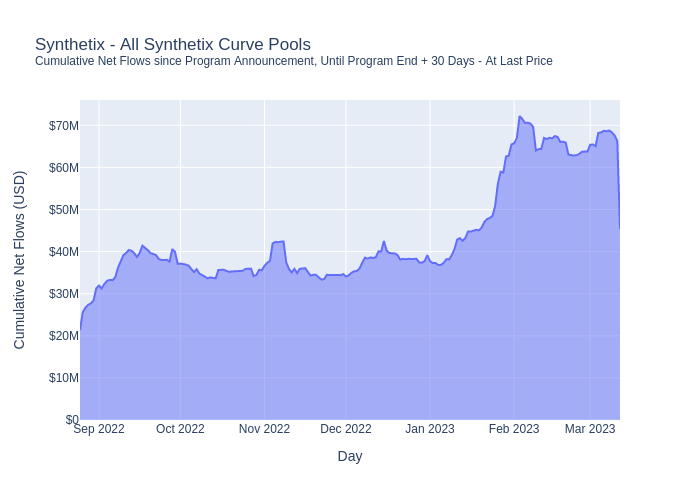 Synthetix - All Synthetix Curve Pools
Cumulative Net Flows since Program Announcement, Until Program End + 30 Days - At Last Price
Cumulative Net Flows (USD)
$70M
$60M
$50M
$40M
$30M
$20M
$10M
$0
Sep 2022 Oct 2022 Nov 2022 Dec 2022 Jan 2023 Feb 2023 Mar 2023
Day